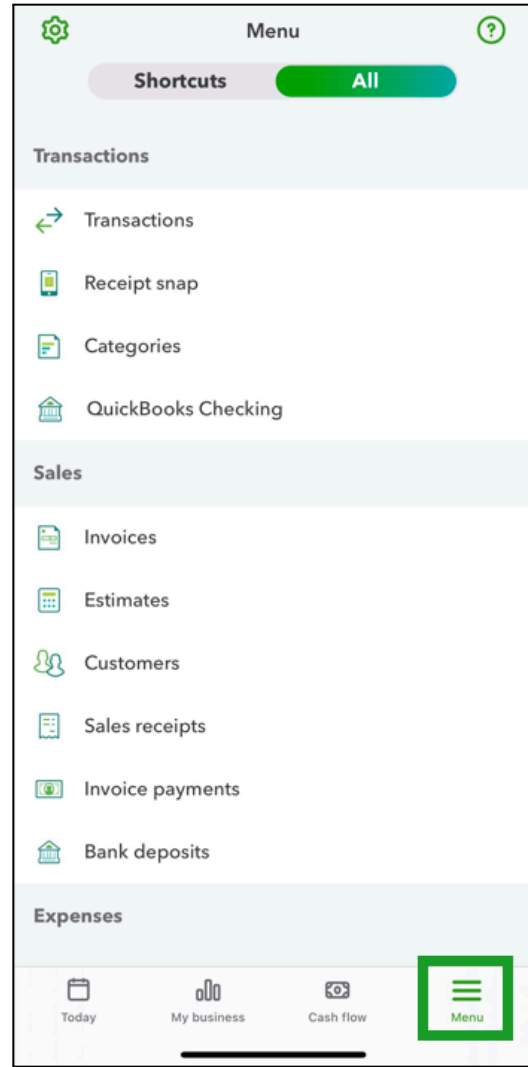 Menu
?
Shortcuts All
Transactions
Transactions
Receipt snap
Categories
QuickBooks Checking
Sales
Invoices
Estimates
Customers
Sales receipts
Invoice payments
Bank deposits
Expenses
Today My business Cash flow Menu